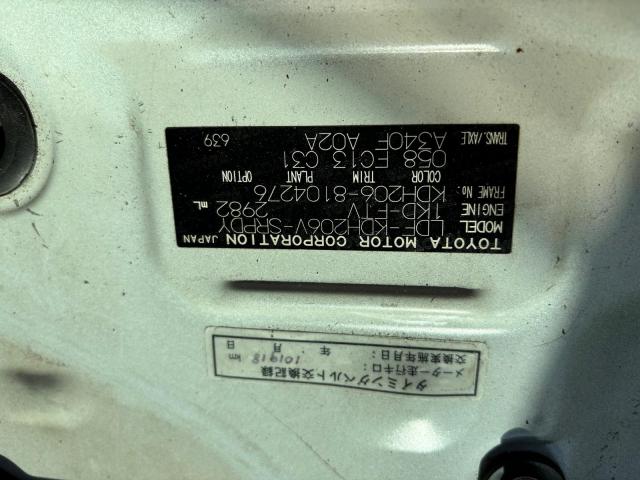 TOYOTA MOTOR CORPORATION JAPAN
MODEL LDF-KDH206V-SRPDY
ENGINE 1KD-FTV 2982 mL
FRAME NO. KDH206-8104276
COLOR TRIM PLANT OPTION
058 FC13 C31
TRANS./AXLE A340F A02A
639
タイミングベルト交換記録
メーター走行キロ: 101918 km
交換実施年月日: 年 月 日